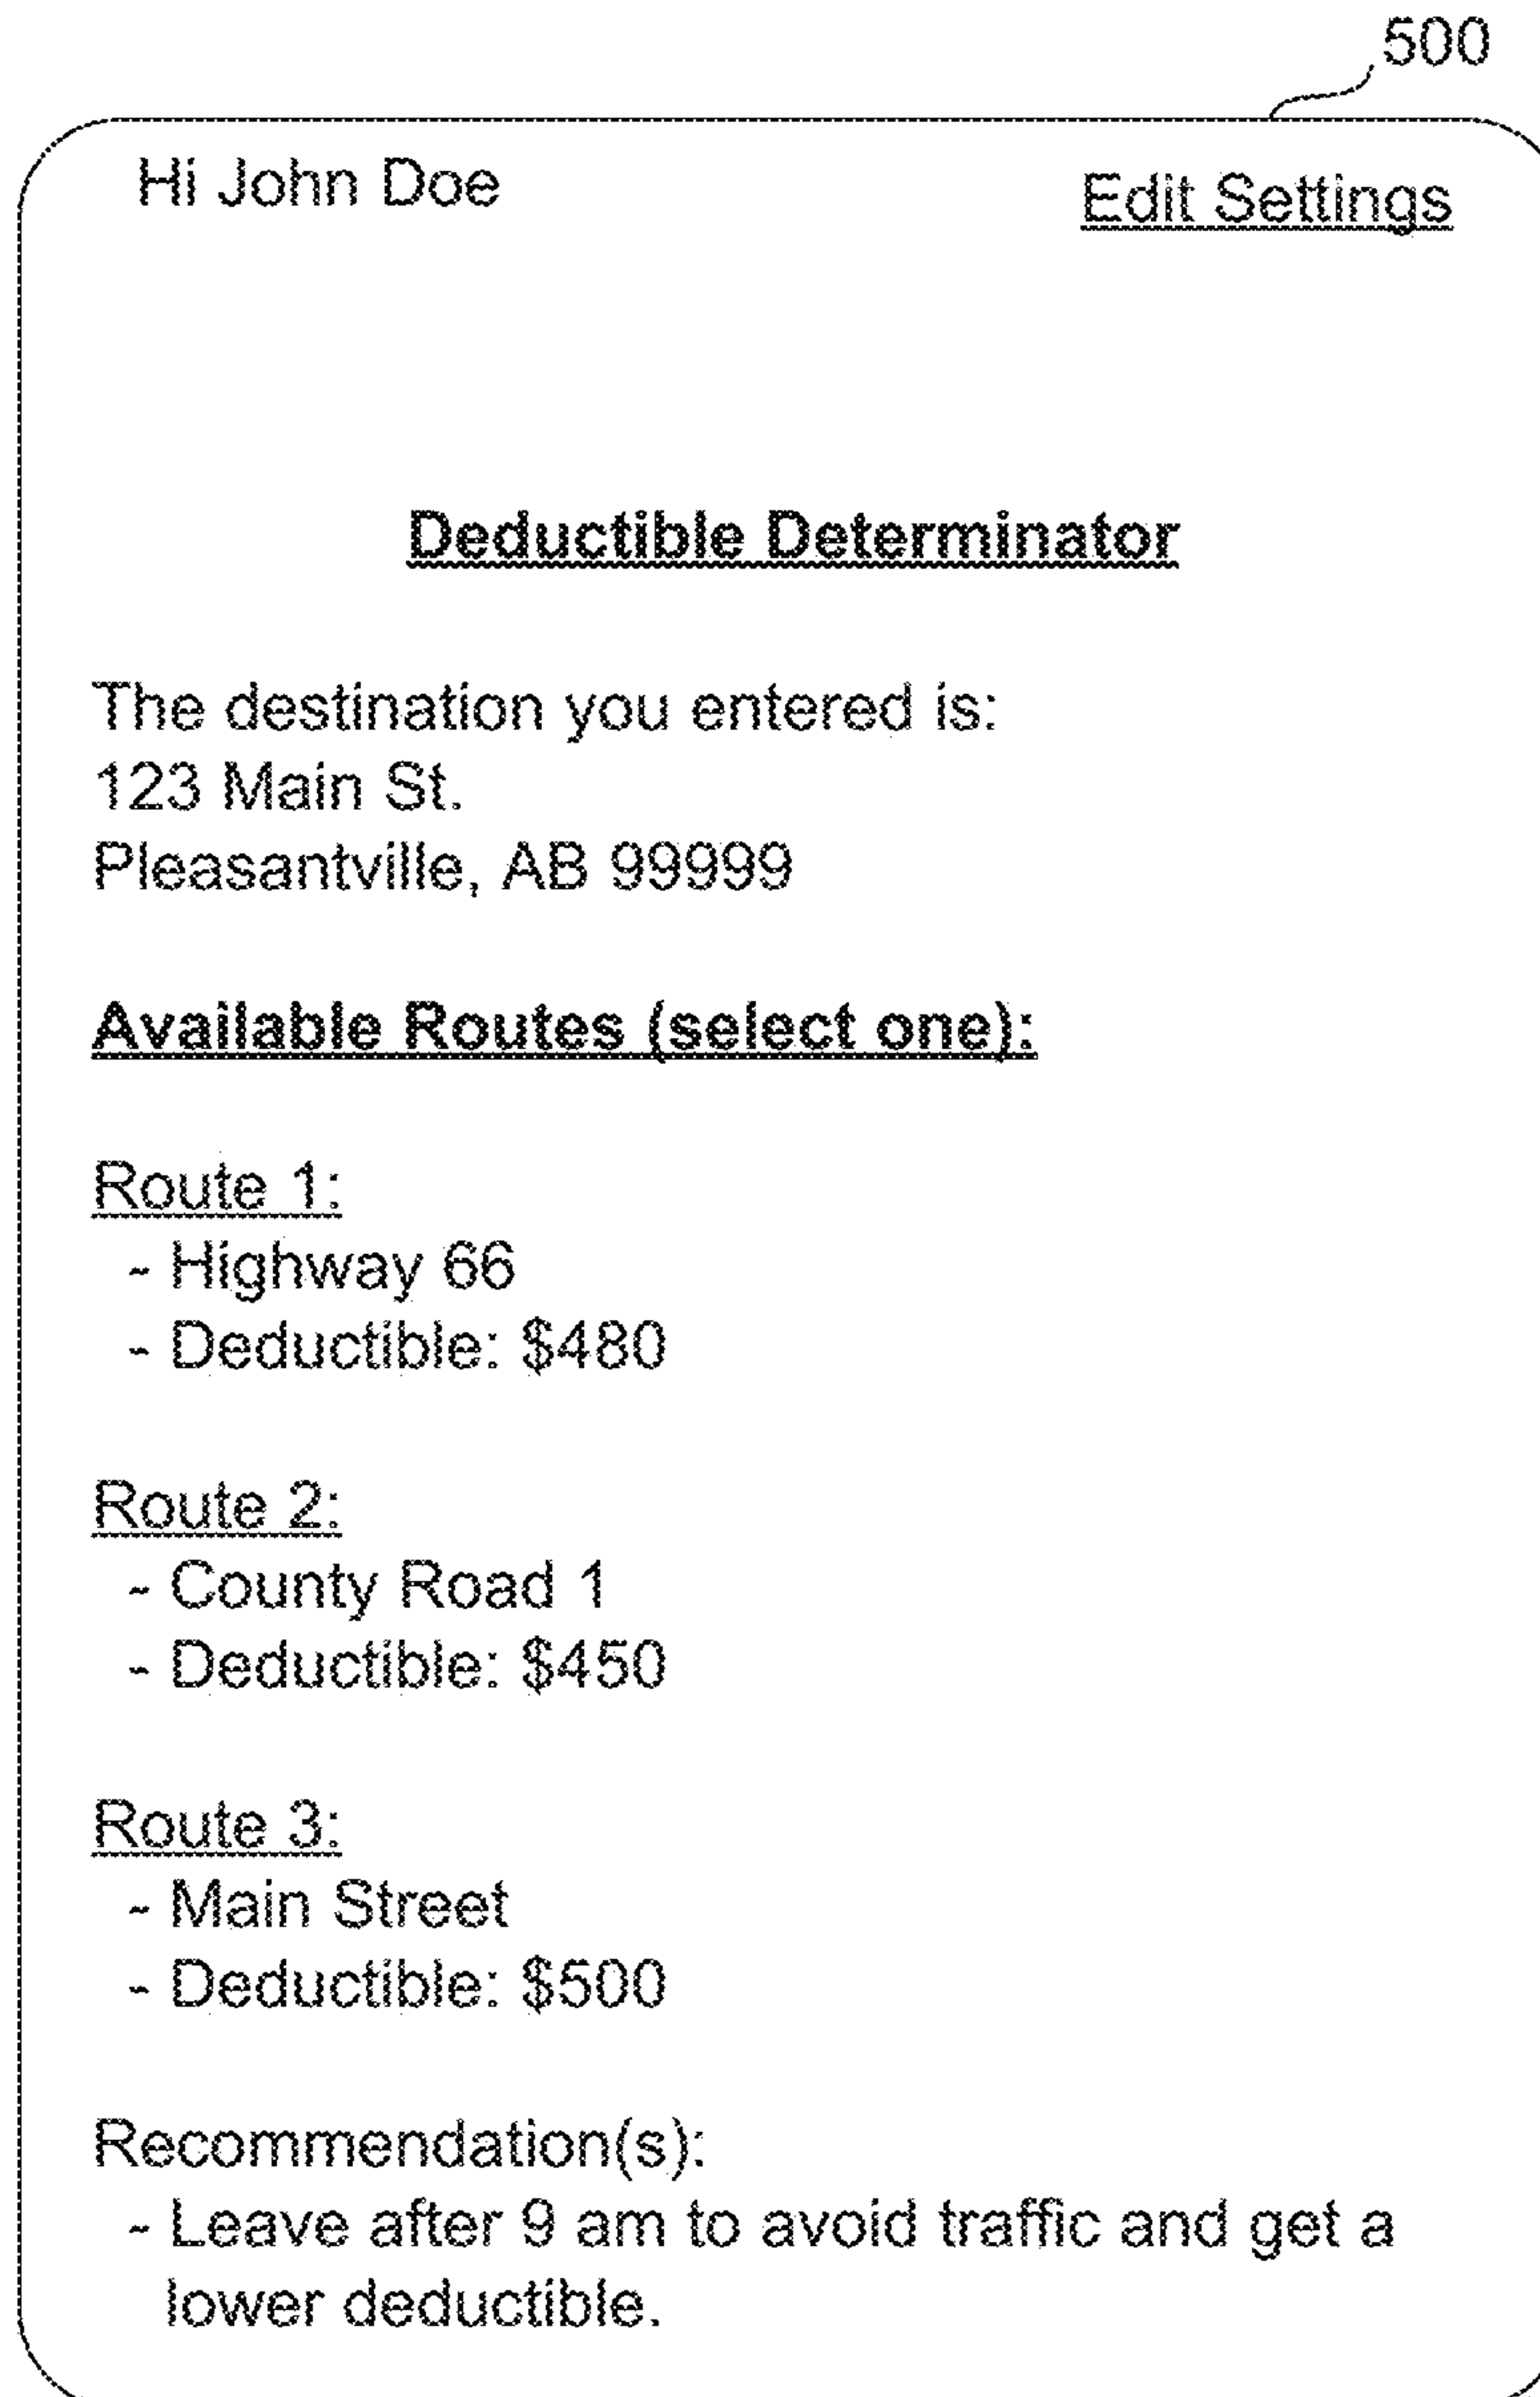 500
Hi John Doe
Edit Settings
Deductible Determinator
The destination you entered is:
123 Main St.
Pleasantville, AB 99999
Available Routes (select one):
Route 1:
- Highway 66
- Deductible: $480
Route 2:
- County Road 1
- Deductible: $450
Route 3:
- Main Street
- Deductible: $500
Recommendation(s):
- Leave after 9 am to avoid traffic and get a
lower deductible.